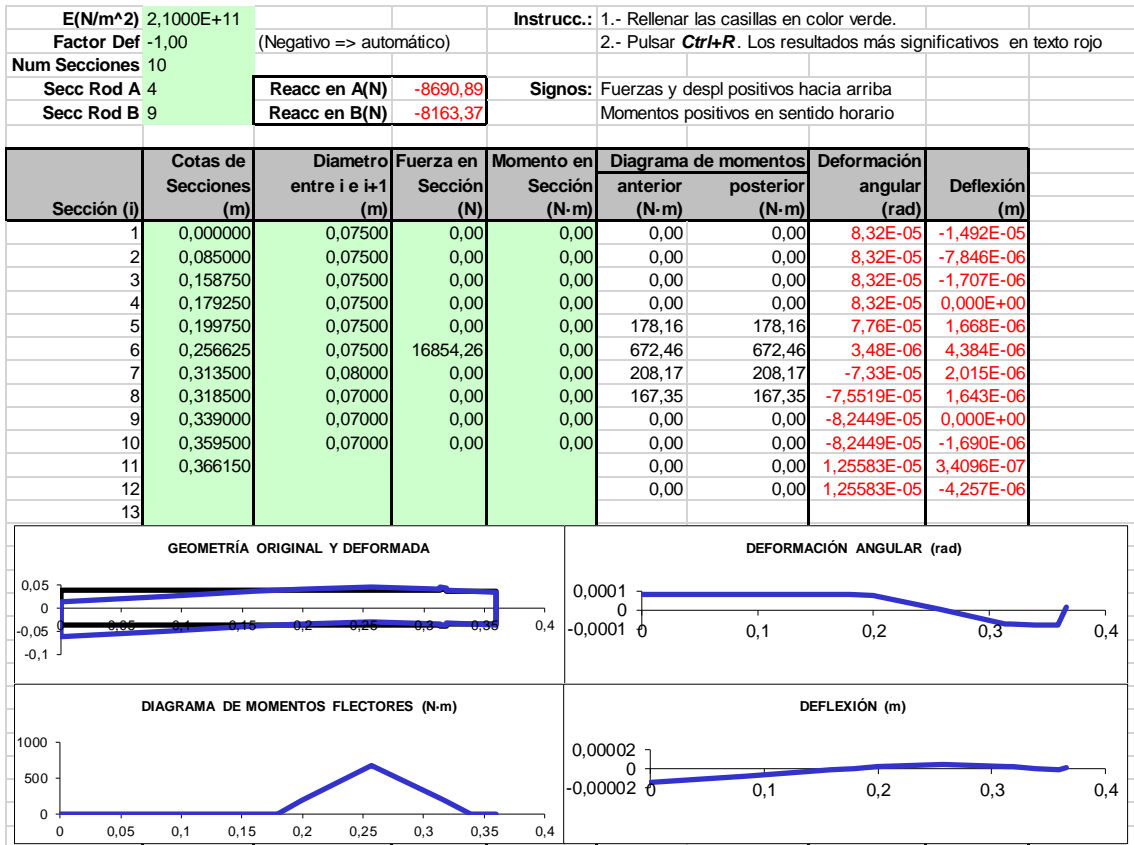 E(N/m^2) 2,1000E+11 Instrucc.: 1.- Rellenar las casillas en color verde.
Factor Def -1,00 (Negativo => automático) 2.- Pulsar Ctrl+R. Los resultados más significativos en texto rojo
Num Secciones 10
Secc Rod A 4 Reacc en A(N) -8690,89 Signos: Fuerzas y despl positivos hacia arriba
Secc Rod B 9 Reacc en B(N) -8163,37 Momentos positivos en sentido horario
Cotas de Diametro Fuerza en Momento en Diagrama de momentos Deformación
Secciones entre i e i+1 Sección Sección anterior posterior angular Deflexión
Sección (i) (m) (m) (N) (N·m) (N·m) (N·m) (rad) (m)
1 0,000000 0,07500 0,00 0,00 0,00 0,00 8,32E-05 -1,492E-05
2 0,085000 0,07500 0,00 0,00 0,00 0,00 8,32E-05 -7,846E-06
3 0,158750 0,07500 0,00 0,00 0,00 0,00 8,32E-05 -1,707E-06
4 0,179250 0,07500 0,00 0,00 0,00 0,00 8,32E-05 0,000E+00
5 0,199750 0,07500 0,00 0,00 178,16 178,16 7,76E-05 1,668E-06
6 0,256625 0,07500 16854,26 0,00 672,46 672,46 3,48E-06 4,384E-06
7 0,313500 0,08000 0,00 0,00 208,17 208,17 -7,33E-05 2,015E-06
8 0,318500 0,07000 0,00 0,00 167,35 167,35 -7,5519E-05 1,643E-06
9 0,339000 0,07000 0,00 0,00 0,00 0,00 -8,2449E-05 0,000E+00
10 0,359500 0,07000 0,00 0,00 0,00 0,00 -8,2449E-05 -1,690E-06
11 0,366150 0,00 0,00 1,25583E-05 3,4096E-07
12 0,00 0,00 1,25583E-05 -4,257E-06
13
GEOMETRÍA ORIGINAL Y DEFORMADA
0,05
0
-0,05
-0,1
0 0,05 0,1 0,15 0,2 0,25 0,3 0,35 0,4
DEFORMACIÓN ANGULAR (rad)
0,0001
0
-0,0001
0 0,1 0,2 0,3 0,4
DIAGRAMA DE MOMENTOS FLECTORES (N·m)
1000
500
0
0 0,05 0,1 0,15 0,2 0,25 0,3 0,35 0,4
DEFLEXIÓN (m)
0,00002
0
-0,00002
0 0,1 0,2 0,3 0,4